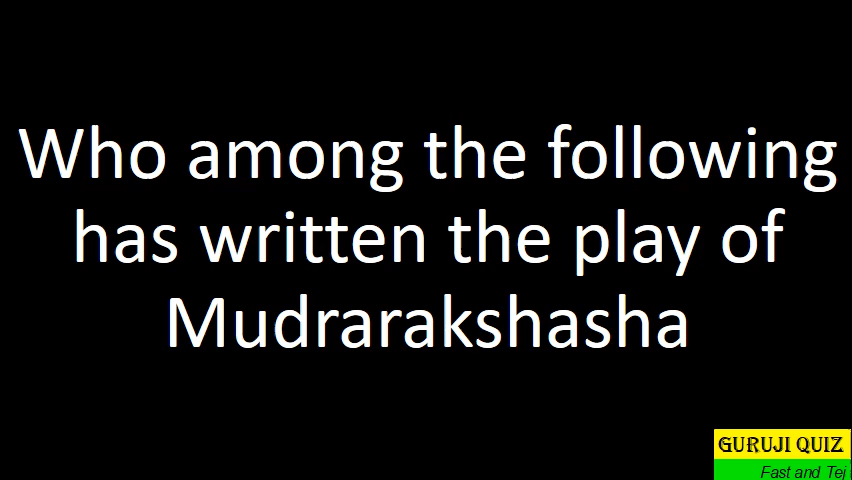 Who among the following
has written the play of
Mudrarakshasha
GURUJI QUIZ
Fast and Tej